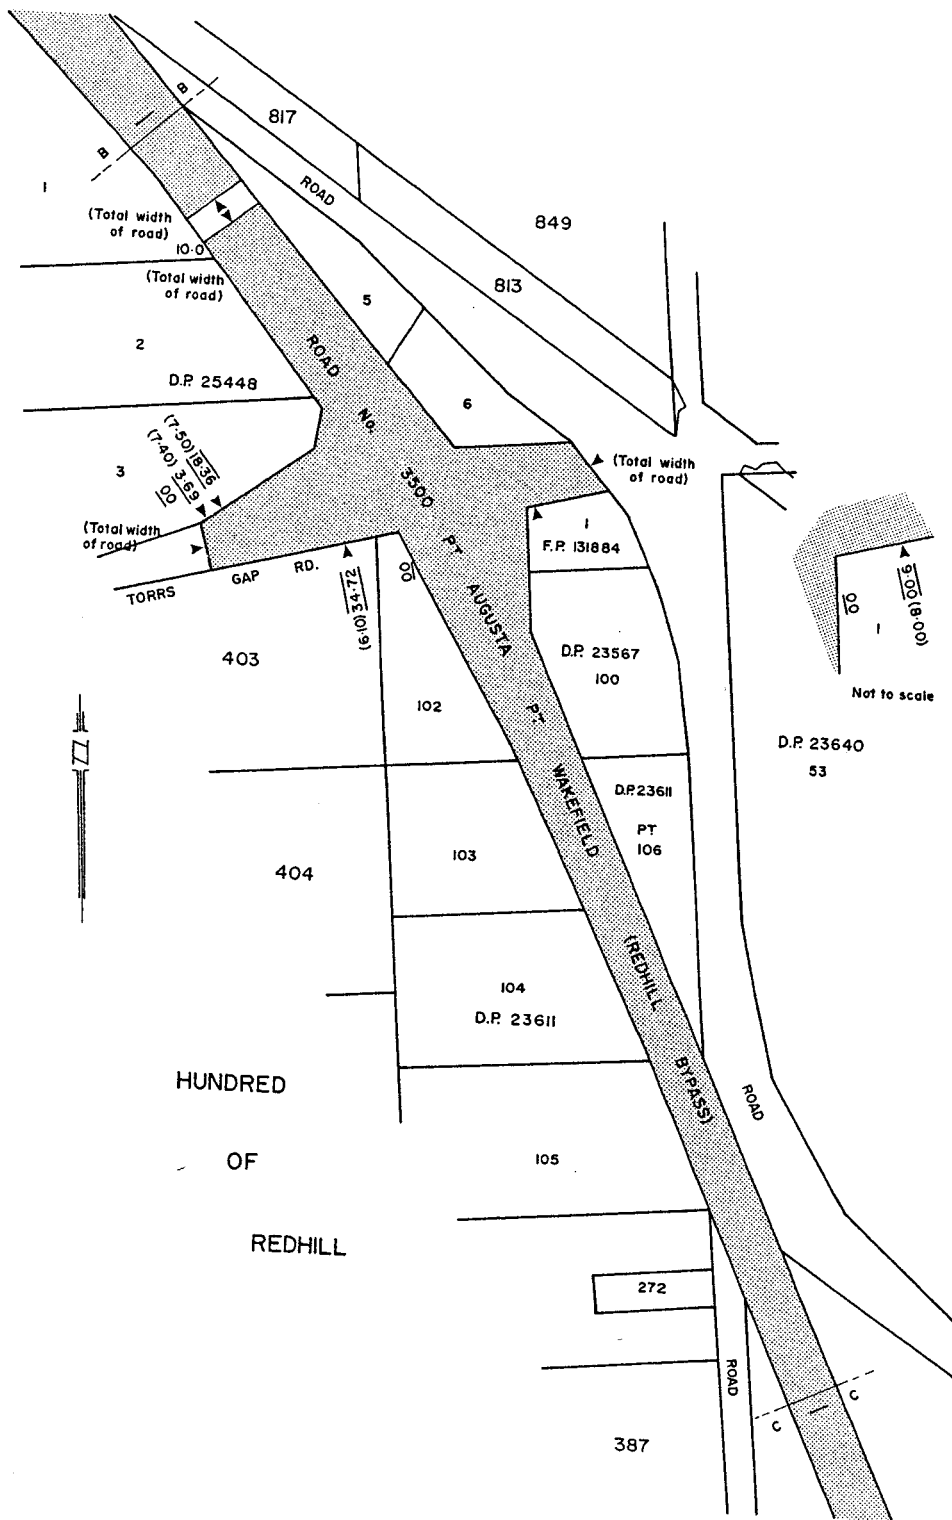 B
B
817
1
ROAD
(Total width
of road)
10·0
849
813
(Total width
of road)
5
2
D.P. 25448
6
ROAD No. 3500 PT AUGUSTA PT WAKEFIELD (REDHILL BYPASS)
3
(7·50) 18·36
(7·40) 3·69
00
(Total width
of road)
(Total width
of road)
1
F.P. 131884
TORRS GAP RD.
(6·10) 34·72
00
00
6·00 (8·00)
1
Not to scale
403
D.P. 23567
100
102
D.P. 23640
53
D.P. 23611
PT
106
103
404
104
D.P. 23611
HUNDRED
OF
REDHILL
ROAD
105
272
ROAD
C
C
1
387